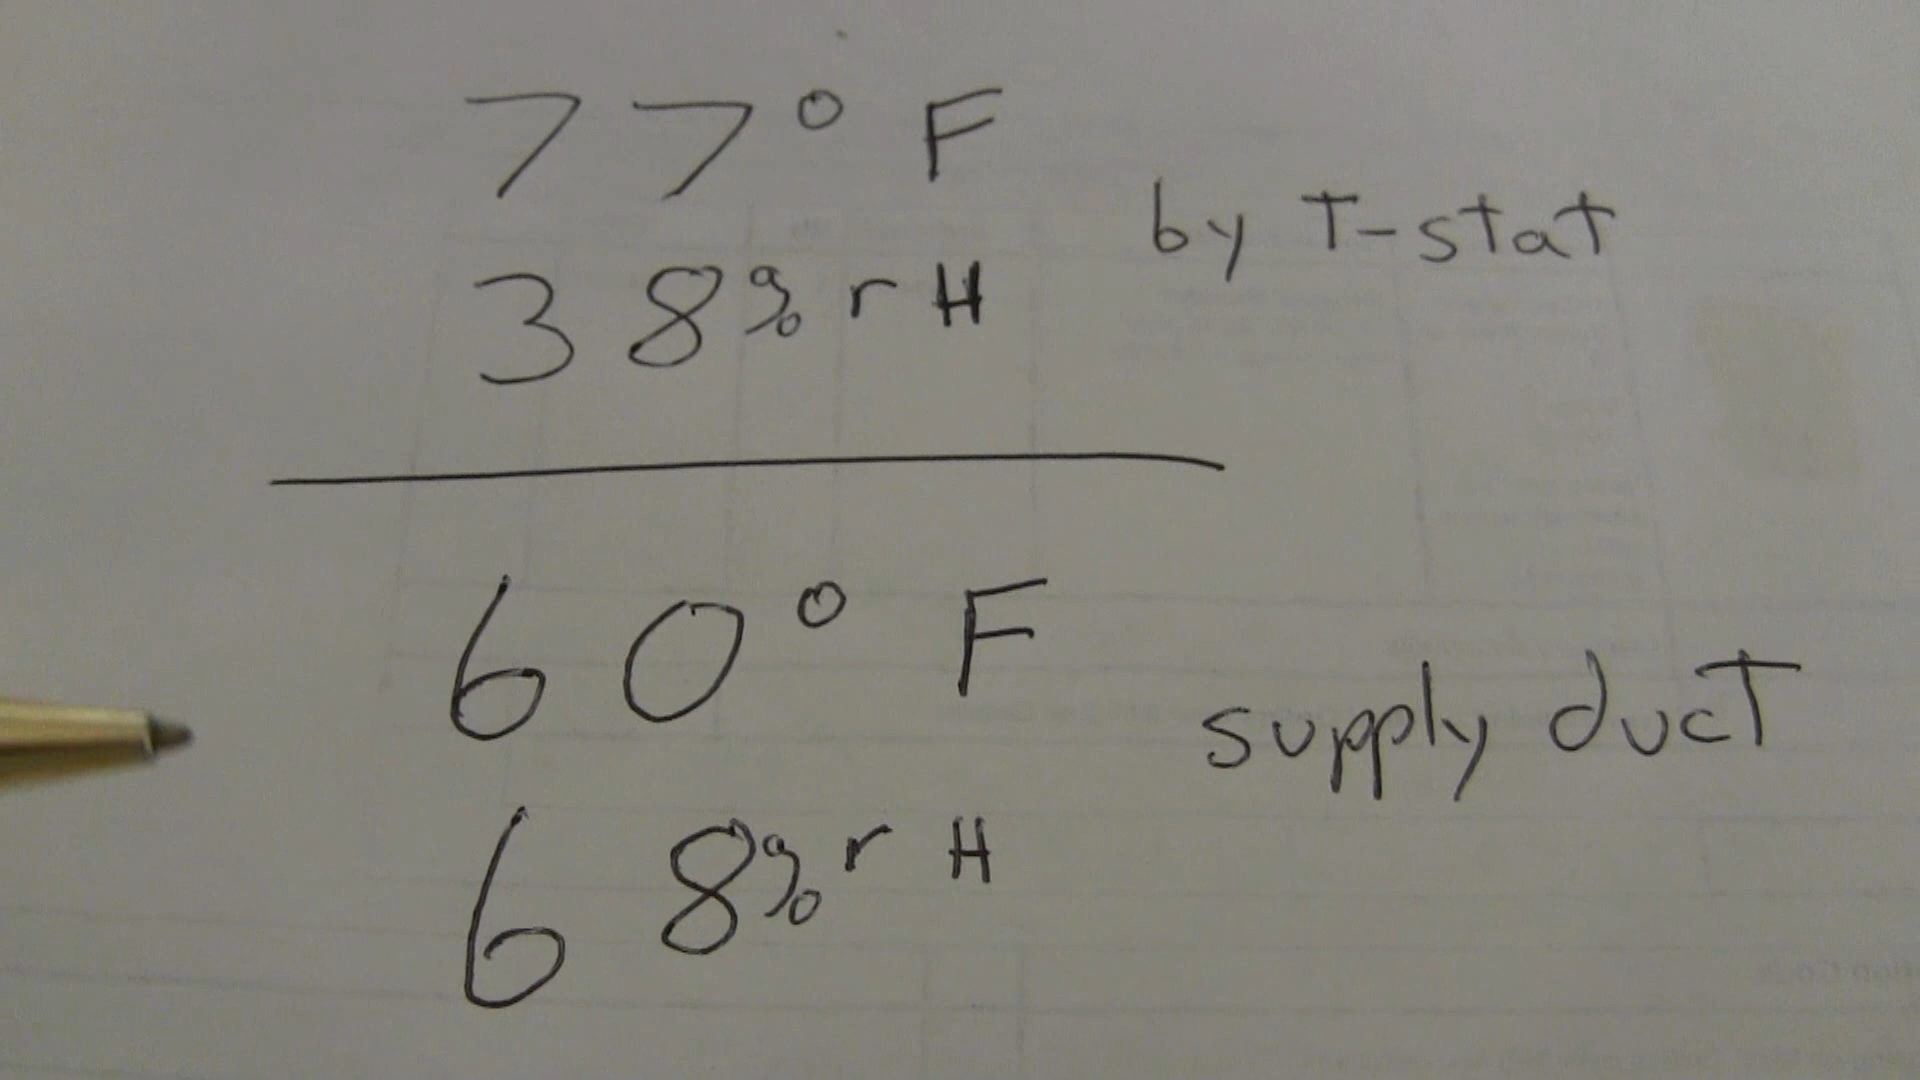 77° F
38% rH
by T-stat
60° F
supply duct
68% rH